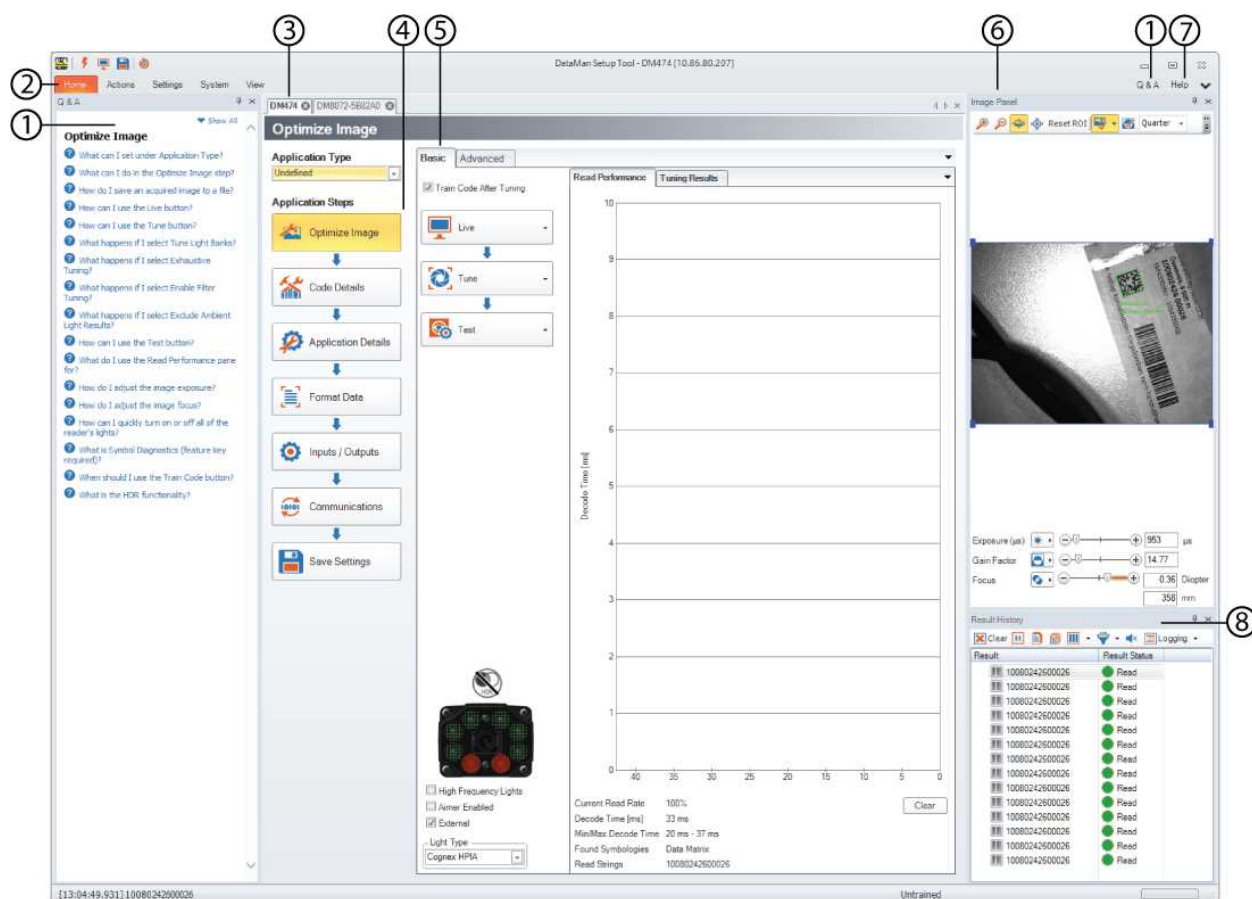 ③
④
⑤
⑥
①
⑦
DataMan Setup Tool - DM474 [10.86.80.207]
②
Home
Actions
Settings
System
View
Q & A
Help
Q & A
①
Show All
Optimize Image
What can I set under Application Type?
What can I do in the Optimize Image step?
How do I save an acquired image to a file?
How can I use the Live button?
How can I use the Tune button?
What happens if I select Tune Light Banks?
What happens if I select Exhaustive
Tuning?
What happens if I select Enable Filter
Tuning?
What happens if I select Exclude Ambient
Light Results?
How can I use the Test button?
What do I use the Read Performance pane
for?
How do I adjust the image exposure?
How do I adjust the image focus?
How can I quickly turn on or off all of the
reader's lights?
What is Symbol Diagnostics (feature key
required)?
When should I use the Train Code button?
What is the HDR functionality?
DM474
DM8072-5B82A0
Optimize Image
Application Type
Undefined
Application Steps
Optimize Image
Code Details
Application Details
Format Data
Inputs / Outputs
Communications
Save Settings
Basic
Advanced
Train Code After Tuning
Live
Tune
Test
HDR
High Frequency Lights
Aimer Enabled
External
Light Type
Cognex HPIA
Read Performance
Tuning Results
Decode Time [ms]
10
9
8
7
6
5
4
3
2
1
0
40
35
30
25
20
15
10
5
0
Current Read Rate 100%
Clear
Decode Time [ms] 33 ms
Min/Max Decode Time 20 ms - 37 ms
Found Symbologies Data Matrix
Read Strings 10080242600026
Image Panel
Reset ROI
Quarter
Exposure (µs)
953
µs
Gain Factor
14.77
Focus
0.36
Diopter
358
mm
⑧
Result History
Clear
Logging
Result
Result Status
10080242600026 Read
10080242600026 Read
10080242600026 Read
10080242600026 Read
10080242600026 Read
10080242600026 Read
10080242600026 Read
10080242600026 Read
10080242600026 Read
10080242600026 Read
10080242600026 Read
10080242600026 Read
10080242600026 Read
10080242600026 Read
[13:04:49.931] 10080242600026
Untrained